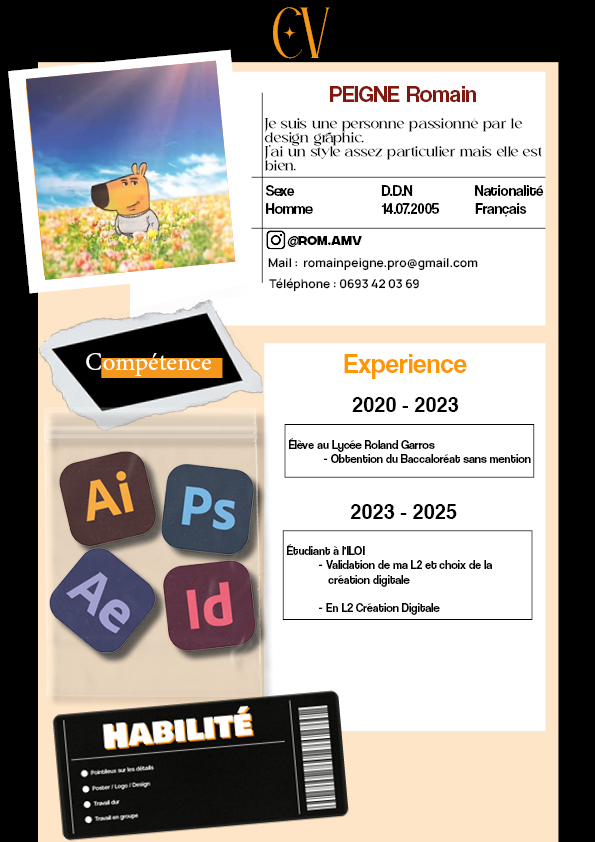 CV
PEIGNE Romain
Je suis une personne passionné par le
design grâphic.
J'ai un style assez particulier mais elle est
bien.
Sexe D.D.N Nationalité
Homme 14.07.2005 Français
@ROM.AMV
Mail : romainpeigne.pro@gmail.com
Téléphone : 0693 42 03 69
Compétence
Ai Ps
Ae Id
Experience
2020 - 2023
Élève au Lycée Roland Garros
- Obtention du Baccaloréat sans mention
2023 - 2025
Étudiant à l'ILOI
- Validation de ma L2 et choix de la
création digitale
- En L2 Création Digitale
HABILITÉ
Pointilleux sur les détails
Poster / Logo / Design
Travail dur
Travail en groupe